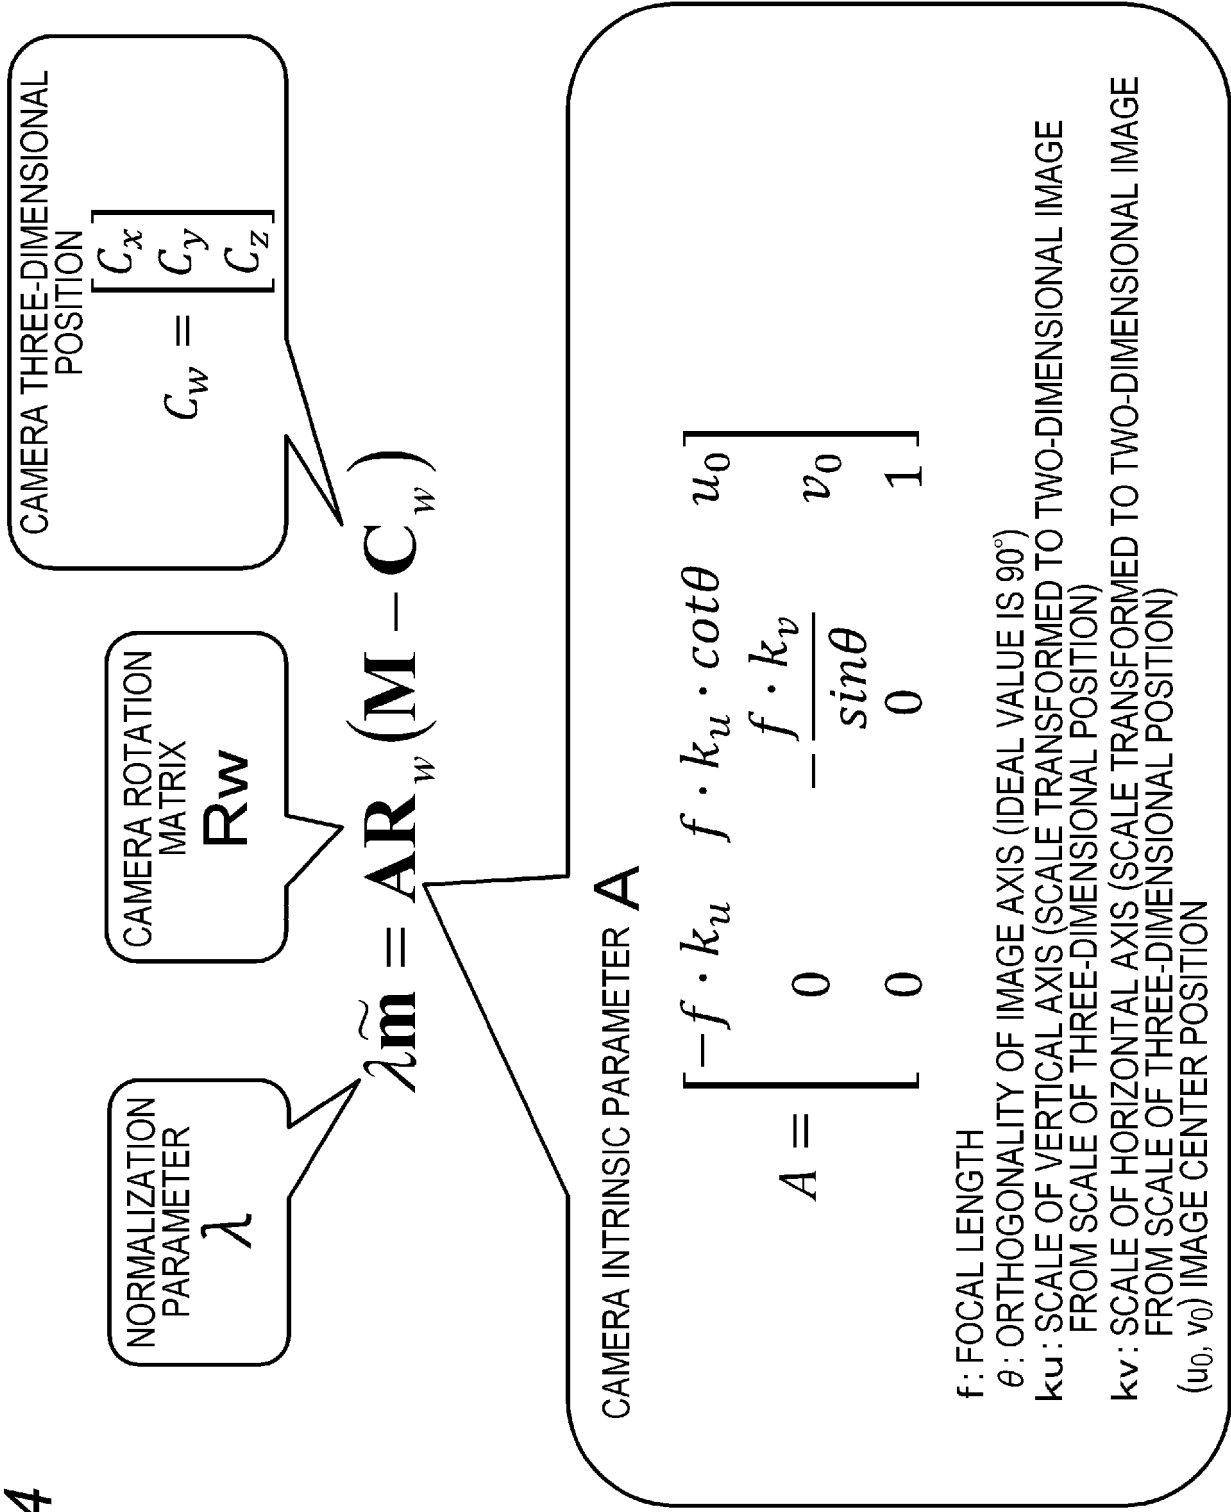 4
NORMALIZATION
PARAMETER
λ
CAMERA ROTATION
MATRIX
Rw
CAMERA THREE-DIMENSIONAL
POSITION
C_w = [C_x
C_y
C_z]
λm̃ = AR_w (M − C_w)
CAMERA INTRINSIC PARAMETER A
A = [−f · k_u   f · k_u · cotθ   u_0
0   − f · k_v / sinθ   v_0
0   0   1]
f : FOCAL LENGTH
θ : ORTHOGONALITY OF IMAGE AXIS (IDEAL VALUE IS 90°)
ku : SCALE OF VERTICAL AXIS (SCALE TRANSFORMED TO TWO-DIMENSIONAL IMAGE
FROM SCALE OF THREE-DIMENSIONAL POSITION)
kv : SCALE OF HORIZONTAL AXIS (SCALE TRANSFORMED TO TWO-DIMENSIONAL IMAGE
FROM SCALE OF THREE-DIMENSIONAL POSITION)
(u0, v0) IMAGE CENTER POSITION